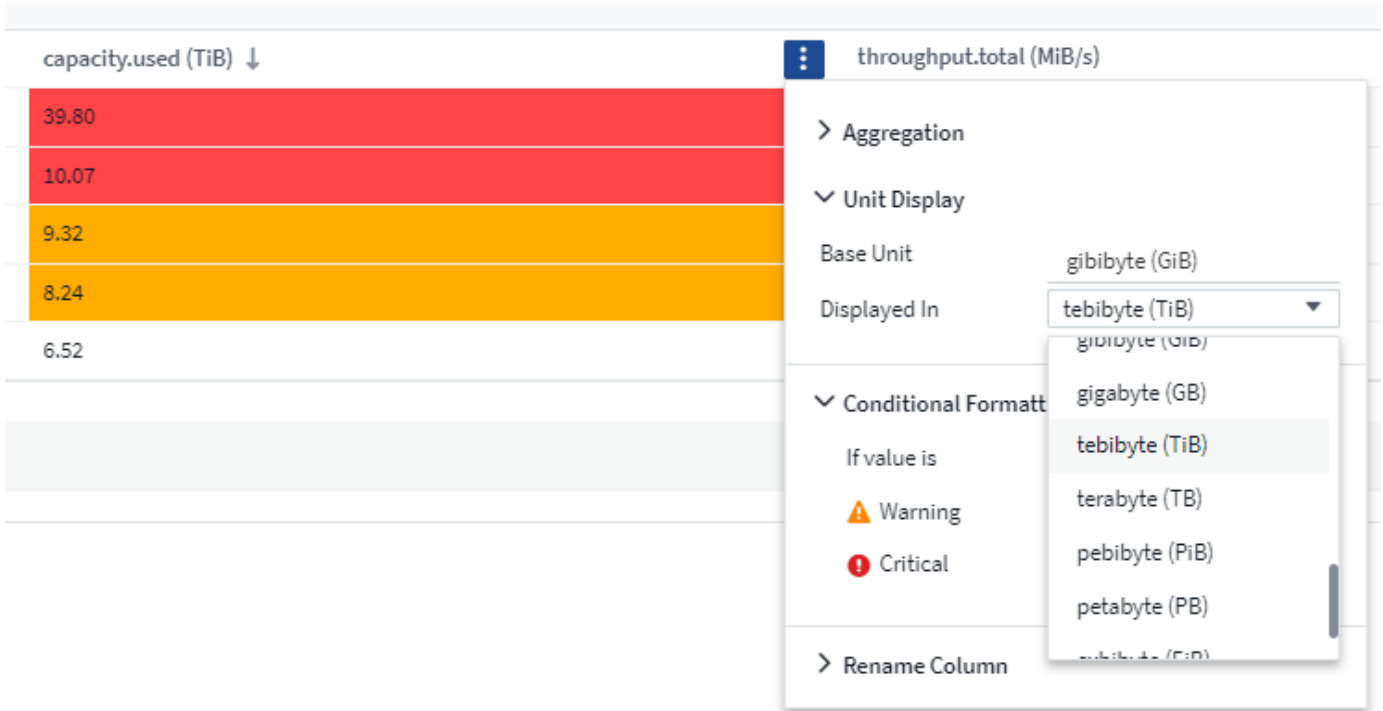 capacity.used (TiB) ↓
throughput.total (MiB/s)
39.80
10.07
9.32
8.24
6.52
Aggregation
Unit Display
Base Unit
gibibyte (GiB)
Displayed In
tebibyte (TiB)
gibibyte (GiB)
gigabyte (GB)
tebibyte (TiB)
terabyte (TB)
pebibyte (PiB)
petabyte (PB)
Conditional Formatt
If value is
Warning
Critical
Rename Column